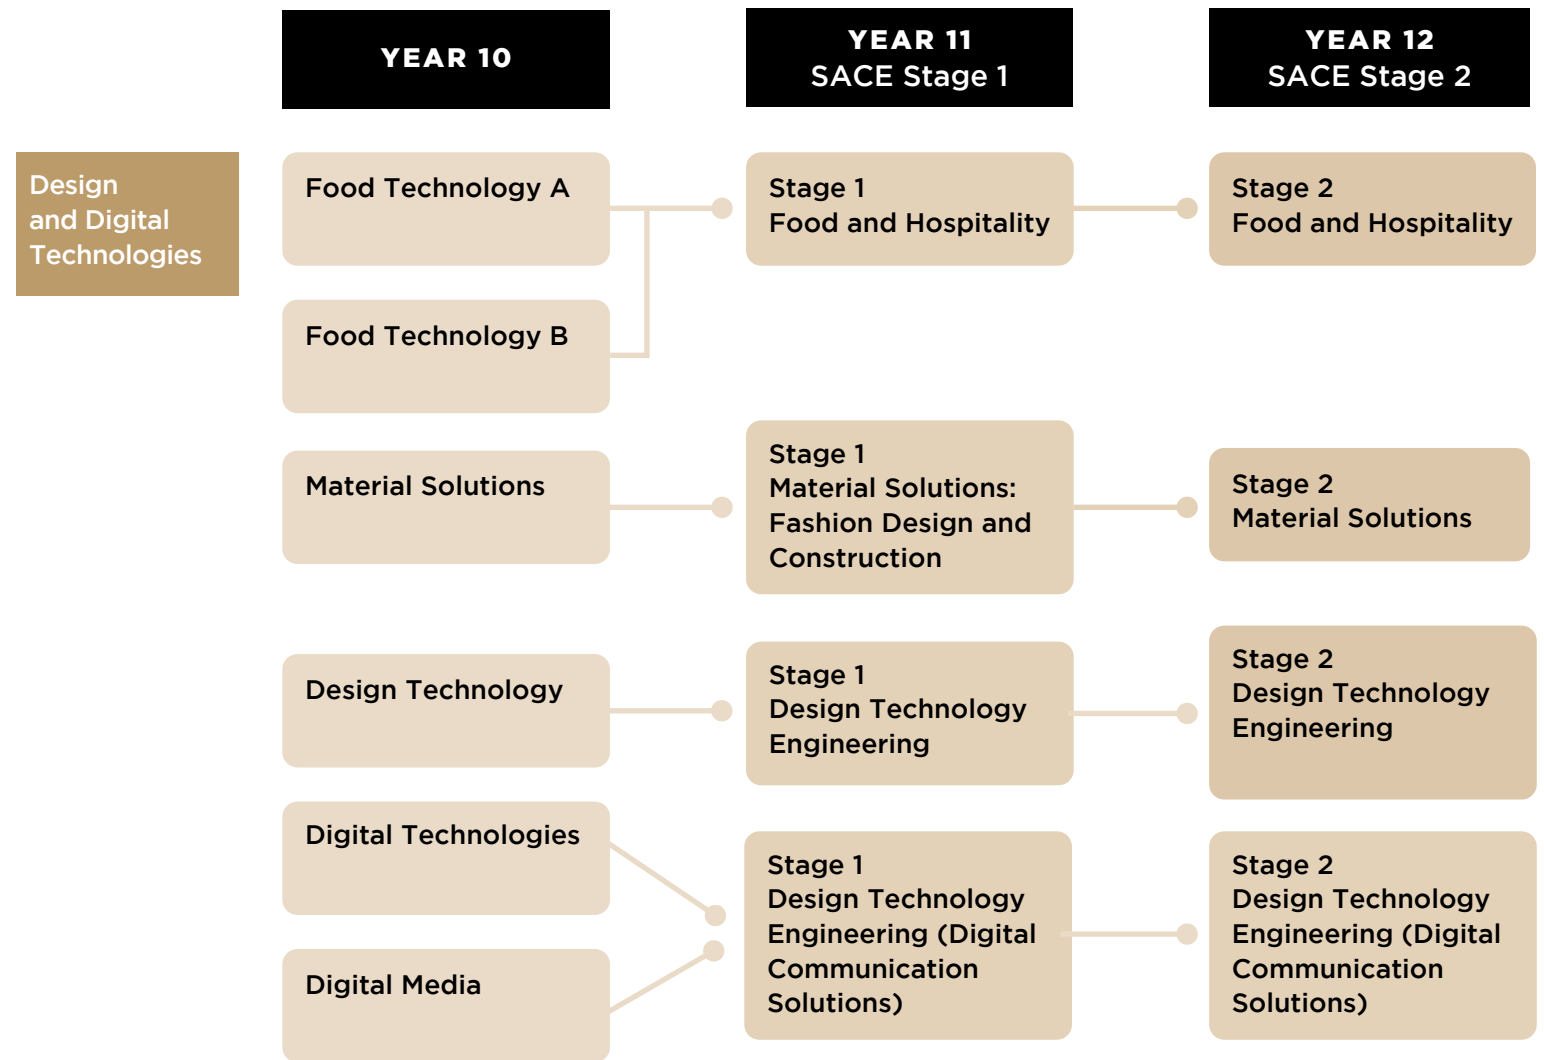 YEAR 10
YEAR 11
SACE Stage 1
YEAR 12
SACE Stage 2
Design
and Digital
Technologies
Food Technology A
Stage 1
Food and Hospitality
Stage 2
Food and Hospitality
Food Technology B
Material Solutions
Stage 1
Material Solutions:
Fashion Design and
Construction
Stage 2
Material Solutions
Design Technology
Stage 1
Design Technology
Engineering
Stage 2
Design Technology
Engineering
Digital Technologies
Digital Media
Stage 1
Design Technology
Engineering (Digital
Communication
Solutions)
Stage 2
Design Technology
Engineering (Digital
Communication
Solutions)